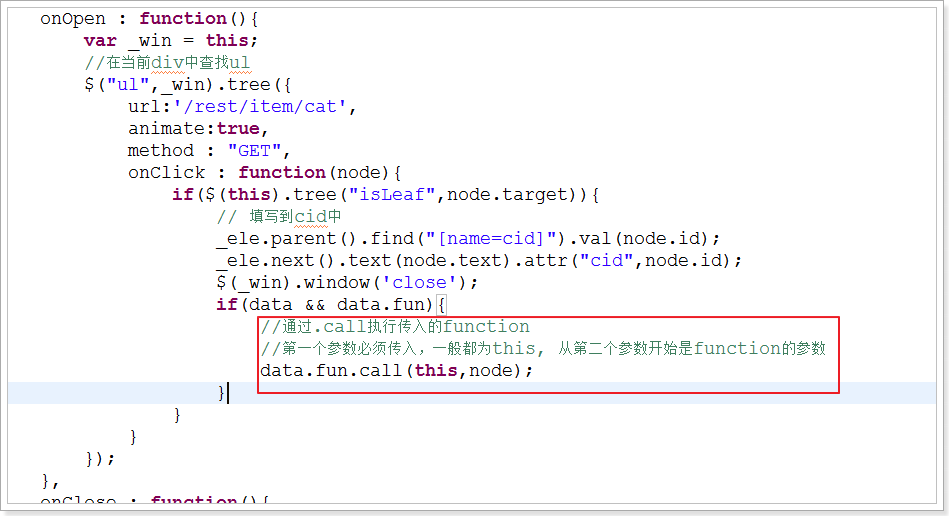 onOpen : function(){
var _win = this;
//在当前div中查找ul
$("ul",_win).tree({
url:'/rest/item/cat',
animate:true,
method : "GET",
onClick : function(node){
if($(this).tree("isLeaf",node.target)){
// 填写到cid中
_ele.parent().find("[name=cid]").val(node.id);
_ele.next().text(node.text).attr("cid",node.id);
$(_win).window('close');
if(data && data.fun){
//通过.call执行传入的function
//第一个参数必须传入，一般都为this, 从第二个参数开始是function的参数
data.fun.call(this,node);
}
}
}
});
},
onClose : function(){